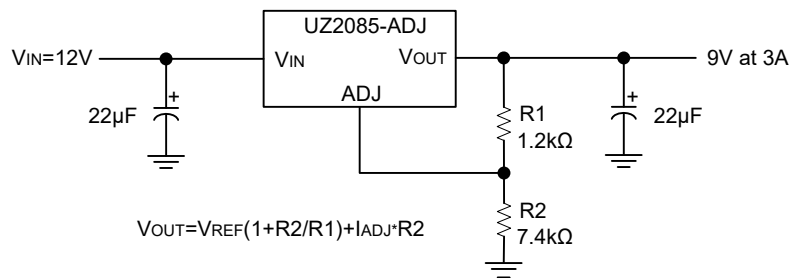 UZ2085-ADJ
VIN=12V
VIN
VOUT
9V at 3A
ADJ
+
22µF
R1
1.2kΩ
+
22µF
R2
7.4kΩ
VOUT=VREF(1+R2/R1)+IADJ*R2